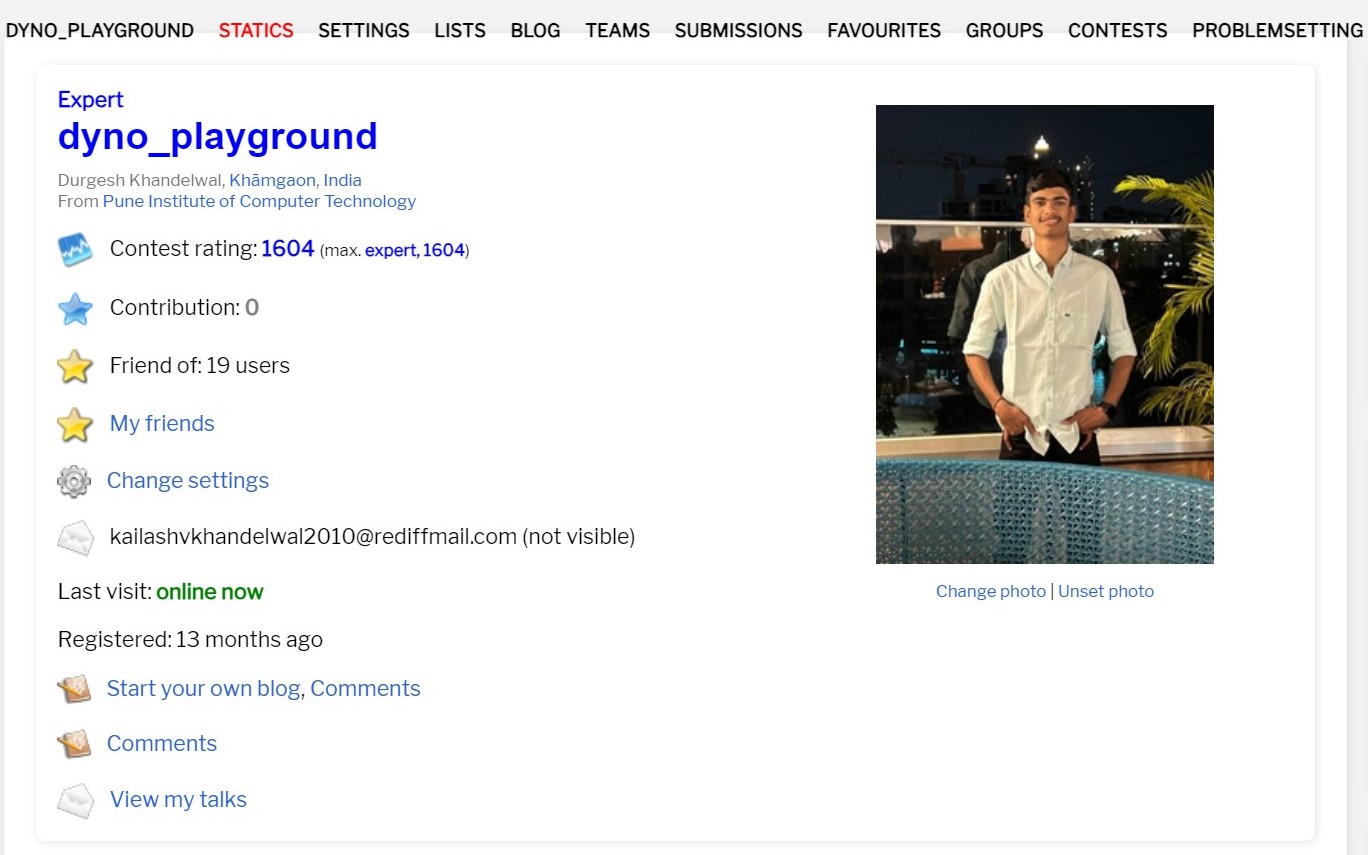 DYNO_PLAYGROUND STATICS SETTINGS LISTS BLOG TEAMS SUBMISSIONS FAVOURITES GROUPS CONTESTS PROBLEMSETTING
Expert
dyno_playground
Durgesh Khandelwal, Khāmgaon, India
From Pune Institute of Computer Technology
Contest rating: 1604 (max. expert, 1604)
Contribution: 0
Friend of: 19 users
My friends
Change settings
kailashvkhandelwal2010@rediffmail.com (not visible)
Last visit: online now
Registered: 13 months ago
Start your own blog, Comments
Comments
View my talks
Change photo | Unset photo